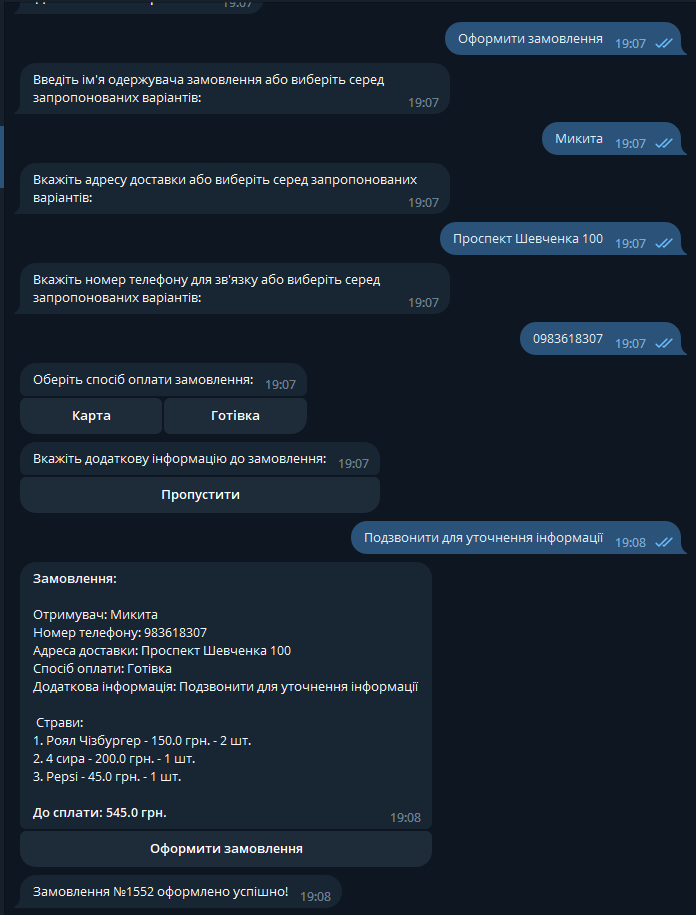 19:07
Оформити замовлення 19:07
Введіть ім'я одержувача замовлення або виберіть серед
запропонованих варіантів: 19:07
Микита 19:07
Вкажіть адресу доставки або виберіть серед запропонованих
варіантів: 19:07
Проспект Шевченка 100 19:07
Вкажіть номер телефону для зв'язку або виберіть серед
запропонованих варіантів: 19:07
0983618307 19:07
Оберіть спосіб оплати замовлення: 19:07
Карта Готівка
Вкажіть додаткову інформацію до замовлення: 19:07
Пропустити
Подзвонити для уточнення інформації 19:08
Замовлення:
Отримувач: Микита
Номер телефону: 983618307
Адреса доставки: Проспект Шевченка 100
Спосіб оплати: Готівка
Додаткова інформація: Подзвонити для уточнення інформації
Страви:
1. Роял Чізбургер - 150.0 грн. - 2 шт.
2. 4 сира - 200.0 грн. - 1 шт.
3. Pepsi - 45.0 грн. - 1 шт.
До сплати: 545.0 грн. 19:08
Оформити замовлення
Замовлення №1552 оформлено успішно! 19:08